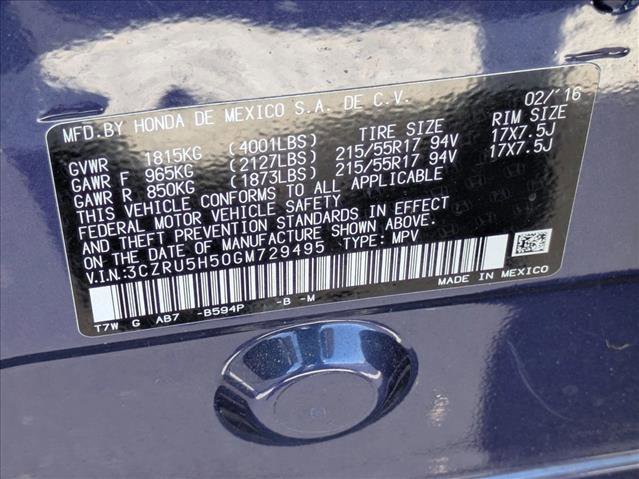 MFD.BY HONDA DE MEXICO S.A. DE C.V. 02/'16
TIRE SIZE RIM SIZE
GVWR 1815KG (4001LBS)
GAWR F 965KG (2127LBS) 215/55R17 94V 17X7.5J
GAWR R 850KG (1873LBS) 215/55R17 94V 17X7.5J
THIS VEHICLE CONFORMS TO ALL APPLICABLE
FEDERAL MOTOR VEHICLE SAFETY
AND THEFT PREVENTION STANDARDS IN EFFECT
ON THE DATE OF MANUFACTURE SHOWN ABOVE.
V.I.N:3CZRU5H50GM729495 TYPE: MPV
T7W G AB7 -B594P -B -M MADE IN MEXICO